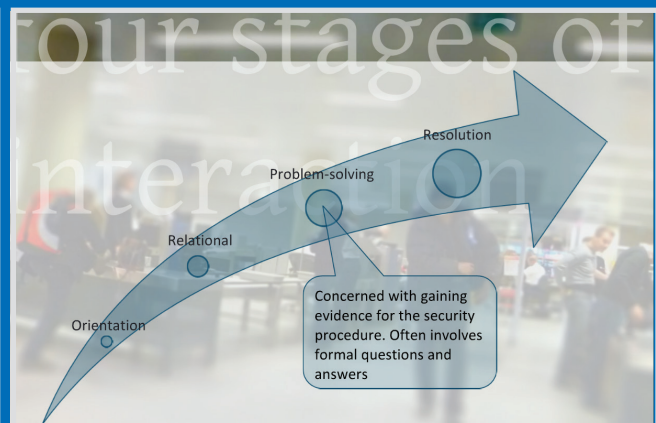 four stages of
interaction
Resolution
Problem-solving
Relational
Orientation
Concerned with gaining
evidence for the security
procedure. Often involves
formal questions and
answers